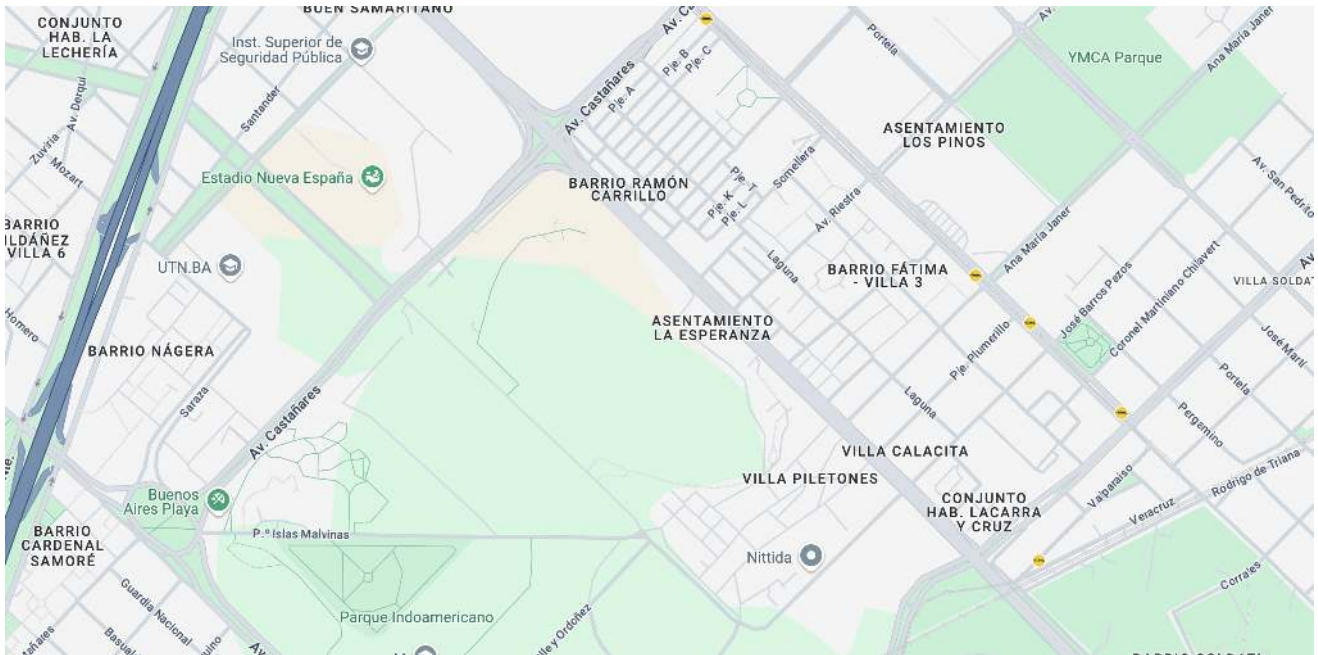 BUEN SAMARITANO
CONJUNTO
HAB. LA
LECHERÍA
Inst. Superior de
Seguridad Pública
Av. Derqui
Zuviría
Mozart
Santander
Av. Castañares
Pje. B
Pje. C
Pje. A
Av. Castañares
Portela
YMCA Parque
Ana María Janer
ASENTAMIENTO
LOS PINOS
Av. San Pedrito
Estadio Nueva España
BARRIO RAMÓN
CARRILLO
Pje. T
Pje. K
Pje. L
Somellera
Av. Riestra
Ana María Janer
BARRIO
VILLA 6
UTN.BA
Homero
Laguna
BARRIO FÁTIMA
- VILLA 3
José Barros Pazos
Coronel Martiniano Chilavert
ASENTAMIENTO
LA ESPERANZA
Pje. Plumerillo
José Martí
BARRIO NÁGERA
Saraza
Av. Castañares
Laguna
Portela
Pergamino
VILLA CALACITA
VILLA PILETONES
Valparaiso
Rodrigo de Triana
Veracruz
CONJUNTO
HAB. LACARRA
Y CRUZ
Buenos
Aires Playa
P.º Islas Malvinas
BARRIO
CARDENAL
SAMORÉ
Nittida
Corrales
Guardia Nacional
Parque Indoamericano